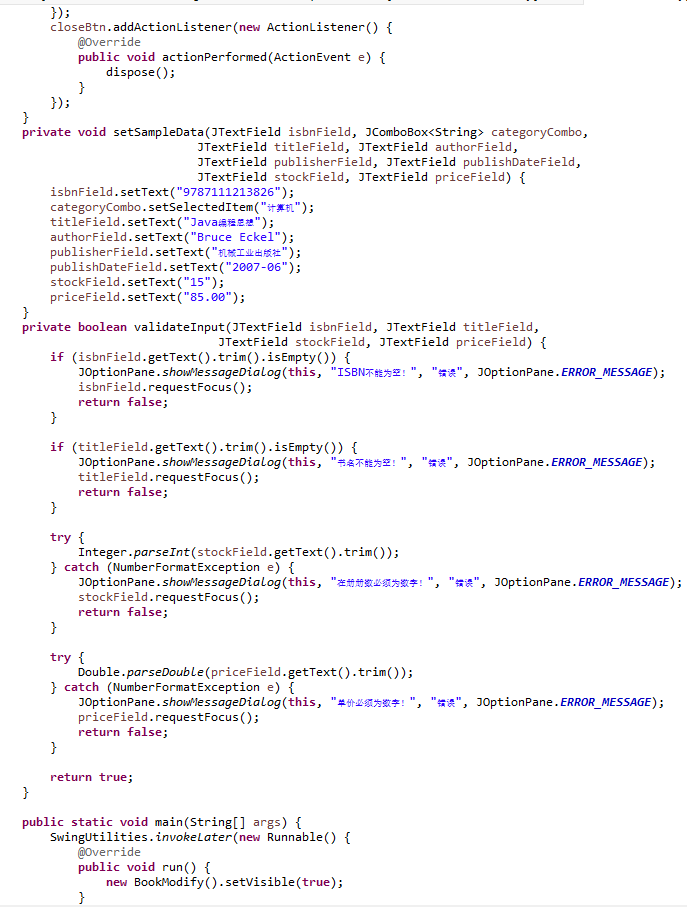 });
    closeBtn.addActionListener(new ActionListener() {
        @Override
        public void actionPerformed(ActionEvent e) {
            dispose();
        }
    });
}
private void setSampleData(JTextField isbnField, JComboBox<String> categoryCombo,
                         JTextField titleField, JTextField authorField,
                         JTextField publisherField, JTextField publishDateField,
                         JTextField stockField, JTextField priceField) {
    isbnField.setText("9787111213826");
    categoryCombo.setSelectedItem("计算机");
    titleField.setText("Java编程思想");
    authorField.setText("Bruce Eckel");
    publisherField.setText("机械工业出版社");
    publishDateField.setText("2007-06");
    stockField.setText("15");
    priceField.setText("85.00");
}
private boolean validateInput(JTextField isbnField, JTextField titleField,
                            JTextField stockField, JTextField priceField) {
    if (isbnField.getText().trim().isEmpty()) {
        JOptionPane.showMessageDialog(this, "ISBN不能为空!", "错误", JOptionPane.ERROR_MESSAGE);
        isbnField.requestFocus();
        return false;
    }

    if (titleField.getText().trim().isEmpty()) {
        JOptionPane.showMessageDialog(this, "书名不能为空!", "错误", JOptionPane.ERROR_MESSAGE);
        titleField.requestFocus();
        return false;
    }

    try {
        Integer.parseInt(stockField.getText().trim());
    } catch (NumberFormatException e) {
        JOptionPane.showMessageDialog(this, "在册册数必须为数字!", "错误", JOptionPane.ERROR_MESSAGE);
        stockField.requestFocus();
        return false;
    }

    try {
        Double.parseDouble(priceField.getText().trim());
    } catch (NumberFormatException e) {
        JOptionPane.showMessageDialog(this, "单价必须为数字!", "错误", JOptionPane.ERROR_MESSAGE);
        priceField.requestFocus();
        return false;
    }

    return true;
}

public static void main(String[] args) {
    SwingUtilities.invokeLater(new Runnable() {
        @Override
        public void run() {
            new BookModify().setVisible(true);
        }